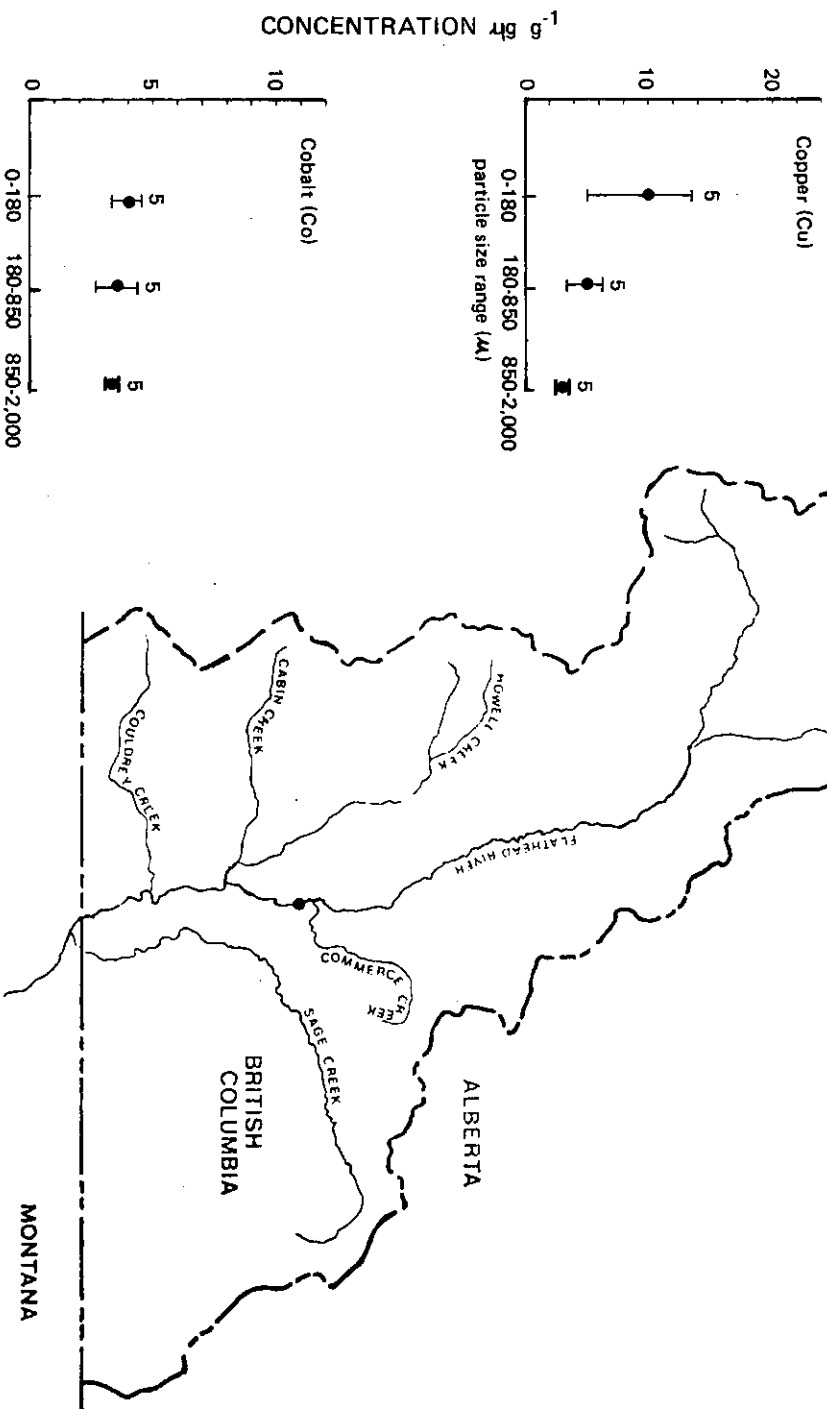 CONCENTRATION μg g-1
20
10
0
Copper (Cu)
5
5
5
0-180
180-850
850-2,000
particle size range (μ)
10
5
0
Cobalt (Co)
5
5
5
0-180
180-850
850-2,000
HOWELL CREEK
FLATHEAD RIVER
CABIN CREEK
COULDREY CREEK
COMMERCE CREEK
SAGE CREEK
ALBERTA
BRITISH
COLUMBIA
MONTANA